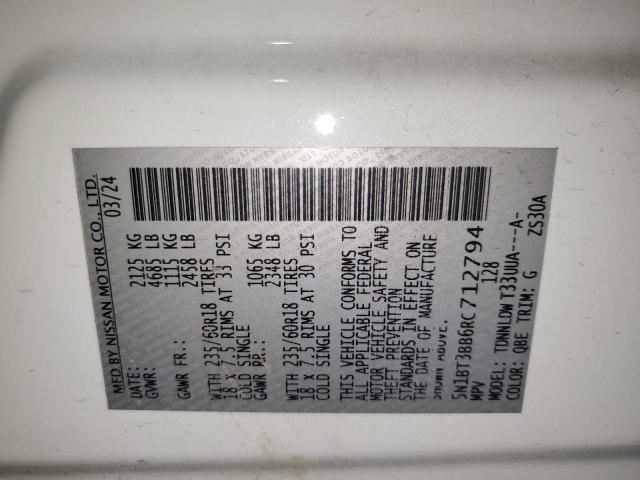 MFD BY NISSAN MOTOR CO., LTD.
DATE: 03/24
GVWR: 2125 KG
4685 LB
GAWR FR.: 1115 KG
2458 LB
WITH 235/60R18 TIRES
18 X 7.5 RIMS AT 33 PSI
COLD SINGLE
GAWR RR.: 1065 KG
2348 LB
WITH 235/60R18 TIRES
18 X 7.5 RIMS AT 30 PSI
COLD SINGLE
THIS VEHICLE CONFORMS TO
ALL APPLICABLE FEDERAL
MOTOR VEHICLE SAFETY AND
THEFT PREVENTION
STANDARDS IN EFFECT ON
THE DATE OF MANUFACTURE
SHOWN ABOVE.
5N1BT3BB6RC712794
MPV 128
MODEL: TDNNLDW T33UUA---A-
COLOR: QBE TRIM: G ZS30A